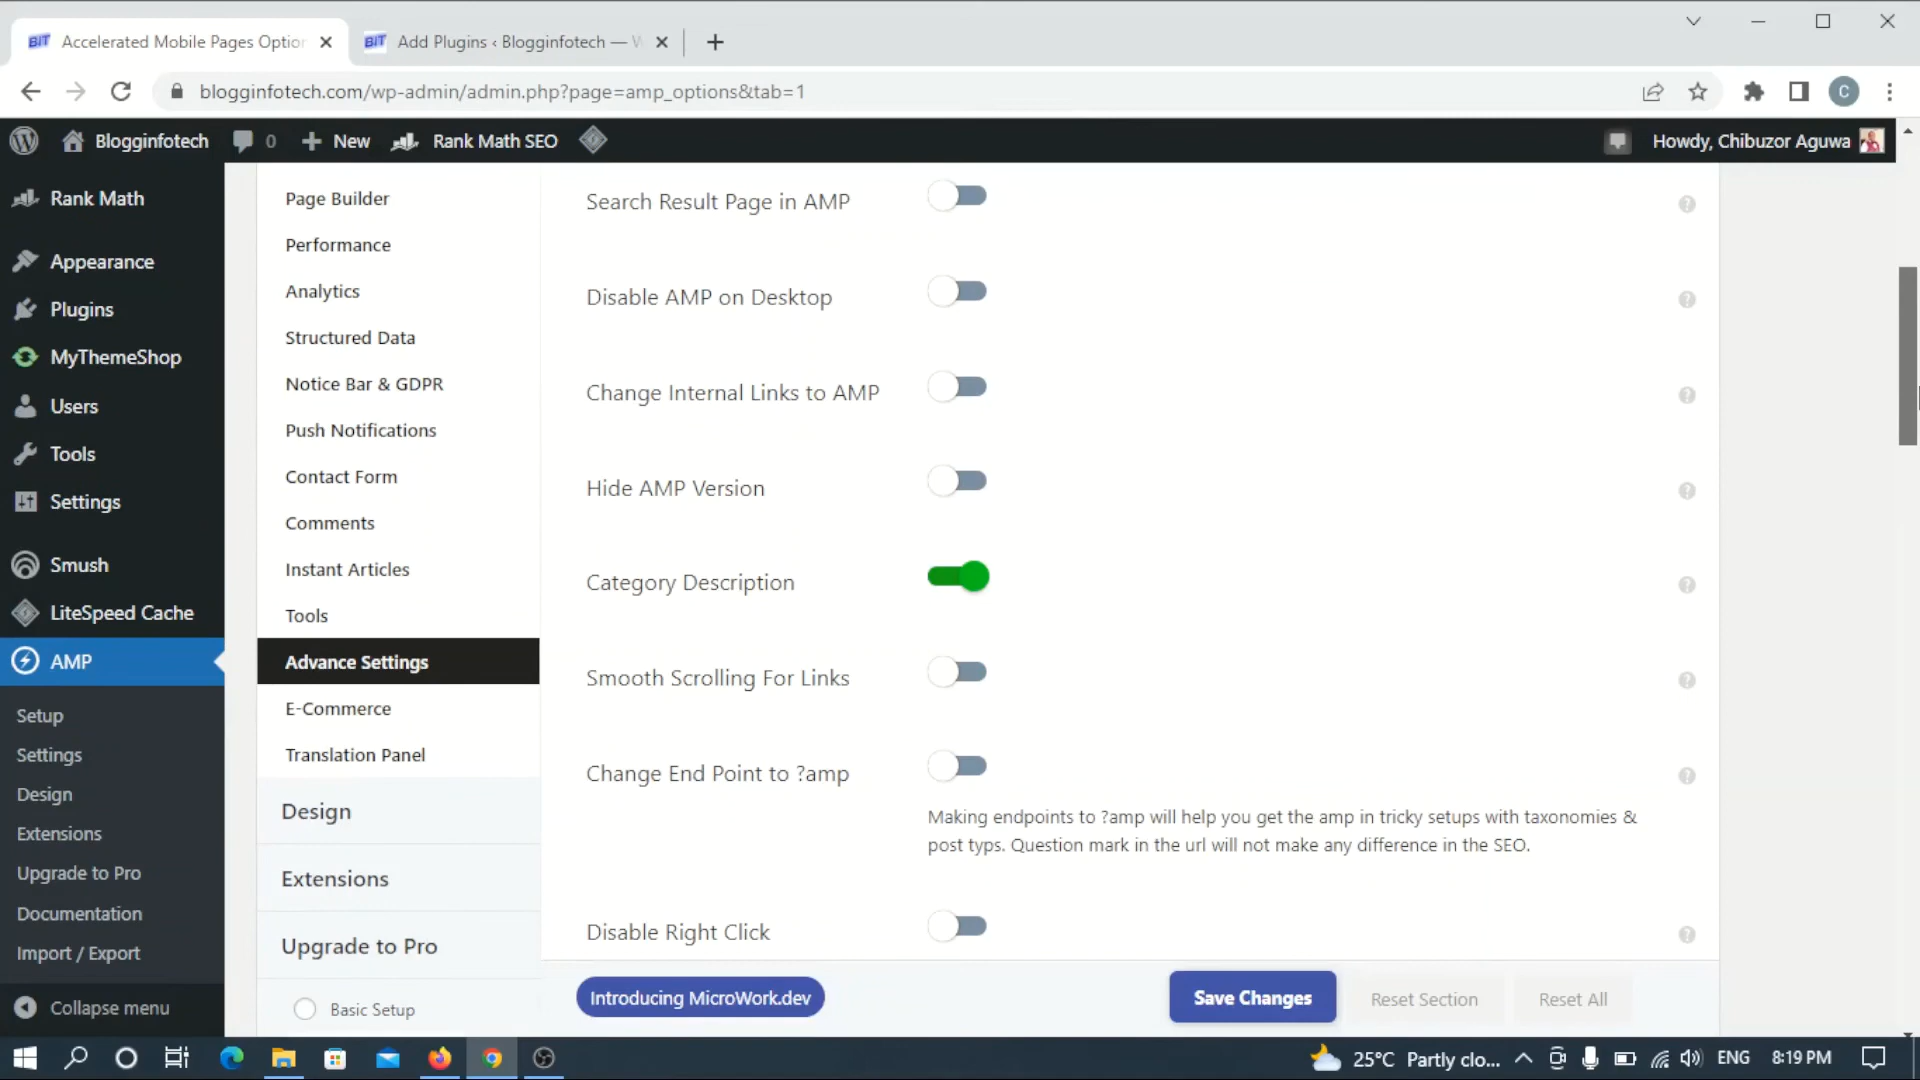 BIT Accelerated Mobile Pages Optior
BIT Add Plugins ‹ Blogginfotech — W
blogginfotech.com/wp-admin/admin.php?page=amp_options&tab=1
C
Blogginfotech
0
New
Rank Math SEO
Howdy, Chibuzor Aguwa
Rank Math
Appearance
Plugins
MyThemeShop
Users
Tools
Settings
Smush
LiteSpeed Cache
AMP
Setup
Settings
Design
Extensions
Upgrade to Pro
Documentation
Import / Export
Collapse menu
Page Builder
Performance
Analytics
Structured Data
Notice Bar & GDPR
Push Notifications
Contact Form
Comments
Instant Articles
Tools
Advance Settings
E-Commerce
Translation Panel
Design
Extensions
Upgrade to Pro
Basic Setup
Search Result Page in AMP
?
Disable AMP on Desktop
?
Change Internal Links to AMP
?
Hide AMP Version
?
Category Description
?
Smooth Scrolling For Links
?
Change End Point to ?amp
?
Making endpoints to ?amp will help you get the amp in tricky setups with taxonomies &
post typs. Question mark in the url will not make any difference in the SEO.
Disable Right Click
?
Introducing MicroWork.dev
Save Changes
Reset Section
Reset All
25°C Partly clo...
ENG
8:19 PM